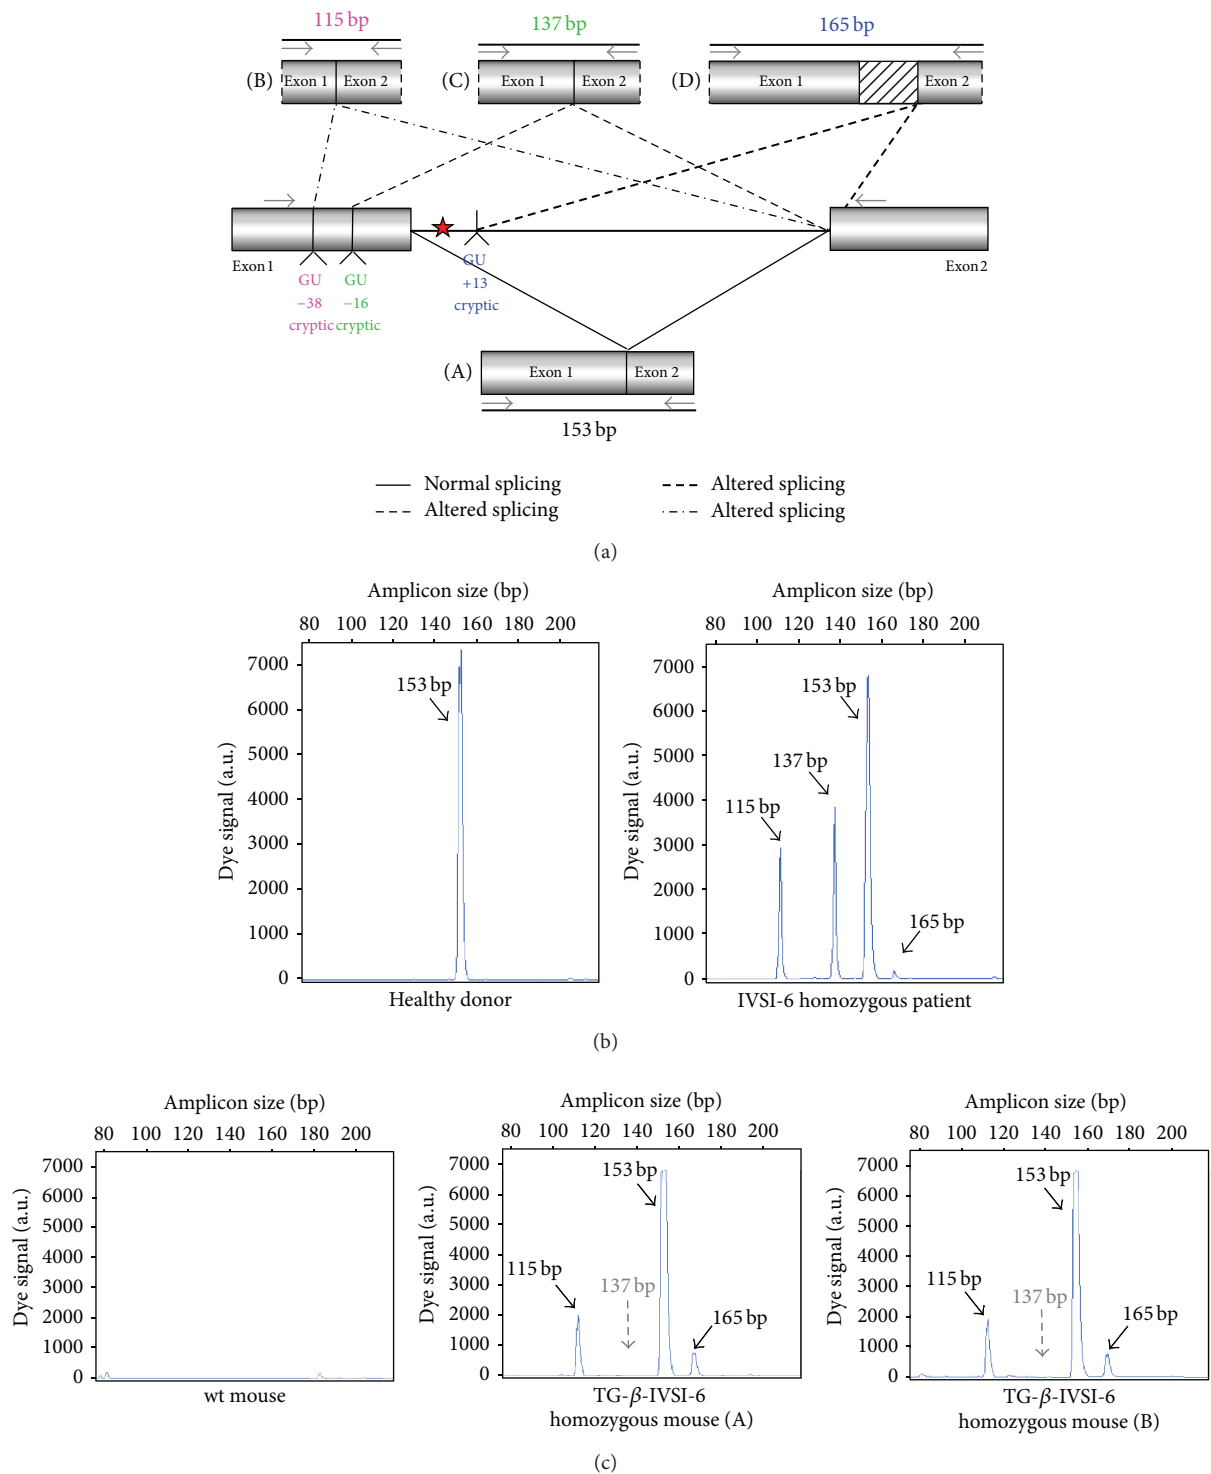 115 bp
137 bp
165 bp
(B)
Exon 1
Exon 2
(C)
Exon 1
Exon 2
(D)
Exon 1
Exon 2
Exon 1
GU
−38
cryptic
GU
−16
cryptic
GU
+13
cryptic
Exon 2
(A)
Exon 1
Exon 2
153 bp
Normal splicing
Altered splicing
Altered splicing
Altered splicing
(a)
Amplicon size (bp)
80 100 120 140 160 180 200
7000
6000
5000
4000
3000
2000
1000
0
Dye signal (a.u.)
153 bp
Healthy donor
Amplicon size (bp)
80 100 120 140 160 180 200
7000
6000
5000
4000
3000
2000
1000
0
Dye signal (a.u.)
153 bp
137 bp
115 bp
165 bp
IVSI-6 homozygous patient
(b)
Amplicon size (bp)
80 100 120 140 160 180 200
7000
6000
5000
4000
3000
2000
1000
0
Dye signal (a.u.)
wt mouse
Amplicon size (bp)
80 100 120 140 160 180 200
7000
6000
5000
4000
3000
2000
1000
0
Dye signal (a.u.)
153 bp
115 bp
137 bp
165 bp
TG-β-IVSI-6
homozygous mouse (A)
Amplicon size (bp)
80 100 120 140 160 180 200
7000
6000
5000
4000
3000
2000
1000
0
Dye signal (a.u.)
153 bp
115 bp
137 bp
165 bp
TG-β-IVSI-6
homozygous mouse (B)
(c)